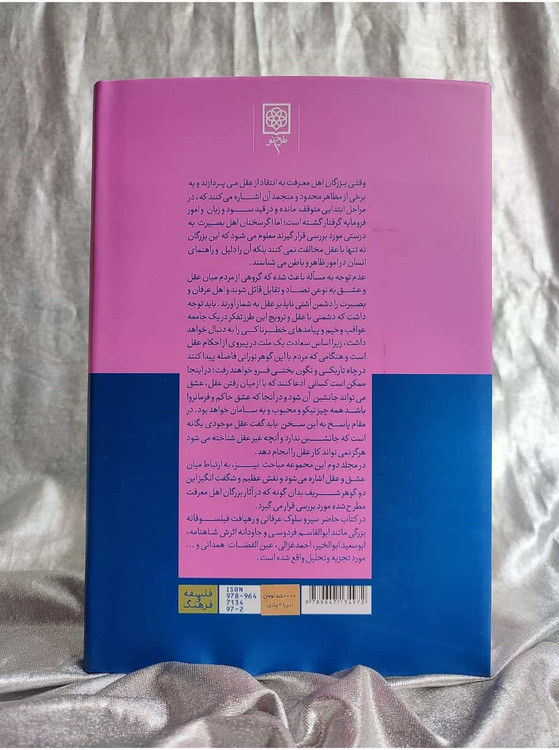 طرح نو
وقتی بزرگان اهل معرفت به انتقاد از عقل می پردازند و به
برخی از مظاهر محدود و منجمد آن اشاره می کنند که، در
مراحل ابتدایی متوقف مانده و در قید سود و زیان و امور
فرومایه گرفتار گشته است؛ اما اگر سخنان اهل بصیرت به
درستی مورد بررسی قرار گیرند معلوم می شود که این بزرگان
نه تنها با عقل مخالفت نمی کنند بلکه آن را دلیل و راهنمای
انسان در امور ظاهر و باطن می شناسند.
عدم توجه به مسأله باعث شده که گروهی از مردم میان عقل
و عشق به نوعی تضاد و تقابل قائل شوند و اهل عرفان و
بصیرت را دشمن آشتی ناپذیر عقل به شمار آورند. باید توجه
داشت که دشمنی با عقل و ترویج این طرز تفکر در یک جامعه
عواقب وخیم و پیامدهای خطرناکی را به دنبال خواهد
داشت، زیرا اساس سعادت یک ملت در پیروی از احکام عقل
است و هنگامی که مردم با این گوهر نورانی فاصله پیدا کنند
در چاه تاریکی و نگون بختی فرو خواهند رفت؛ در اینجا
ممکن است کسانی ادعا کنند که با از میان رفتن عقل، عشق
می تواند جانشین آن شود و در آنجا که عشق حاکم و فرمانروا
باشد همه چیز نیکو و محبوب و به سامان خواهد بود. در
مقام پاسخ به این سخن باید گفت عقل موجودی یگانه
است که جانشین ندارد و آنچه غیر عقل شناخته می شود
هرگز نمی تواند کار عقل را انجام دهد.
در مجلد دوم این مجموعه مباحث نیز، به ارتباط میان
عشق و عقل اشاره می شود و نقش عظیم و شگفت انگیز این
دو گوهر شریف بدان گونه که در آثار بزرگان اهل معرفت
مطرح شده مورد بررسی قرار می گیرد.
در کتاب حاضر سیر و سلوک عرفانی و رهیافت فیلسوفانه
بزرگی مانند ابوالقاسم فردوسی و جاودانه اثرش شاهنامه،
ابوسعید ابوالخیر، احمد غزالی، عین القضات همدانی و ...
مورد تجزیه و تحلیل واقع شده است.
فلسفه
و
فرهنگ
ISBN
978-964
7134
97-2
۵۵۰۰۰۰ تومان
9789647134972